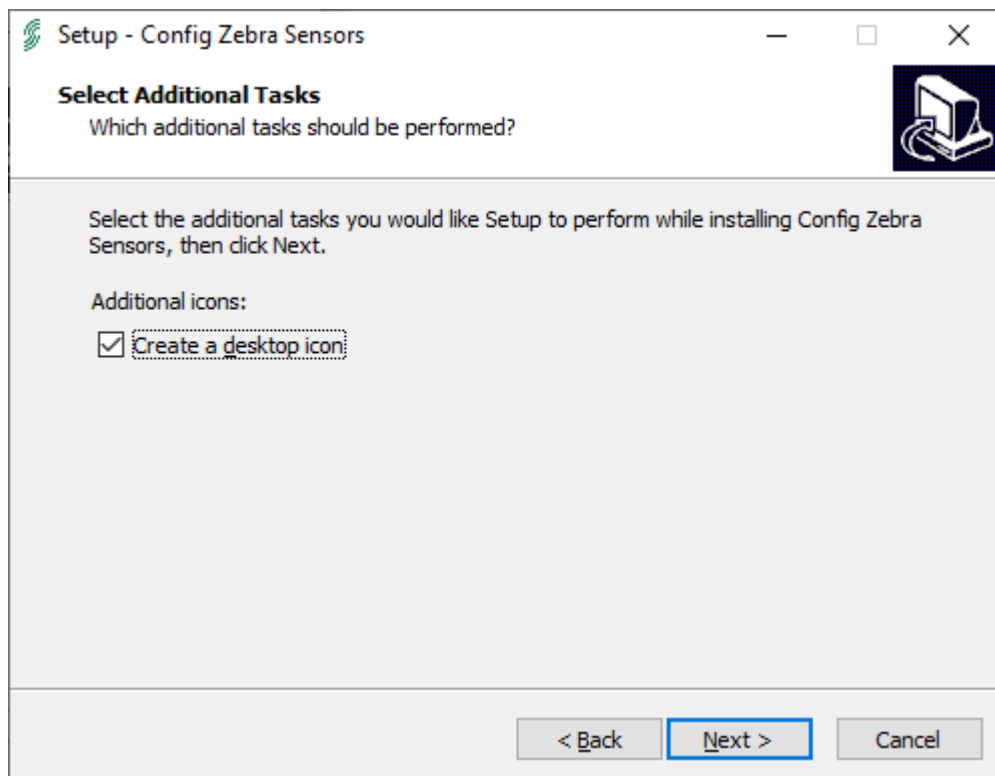 Setup - Config Zebra Sensors
Select Additional Tasks
Which additional tasks should be performed?
Select the additional tasks you would like Setup to perform while installing Config Zebra
Sensors, then click Next.
Additional icons:
Create a desktop icon
< Back
Next >
Cancel